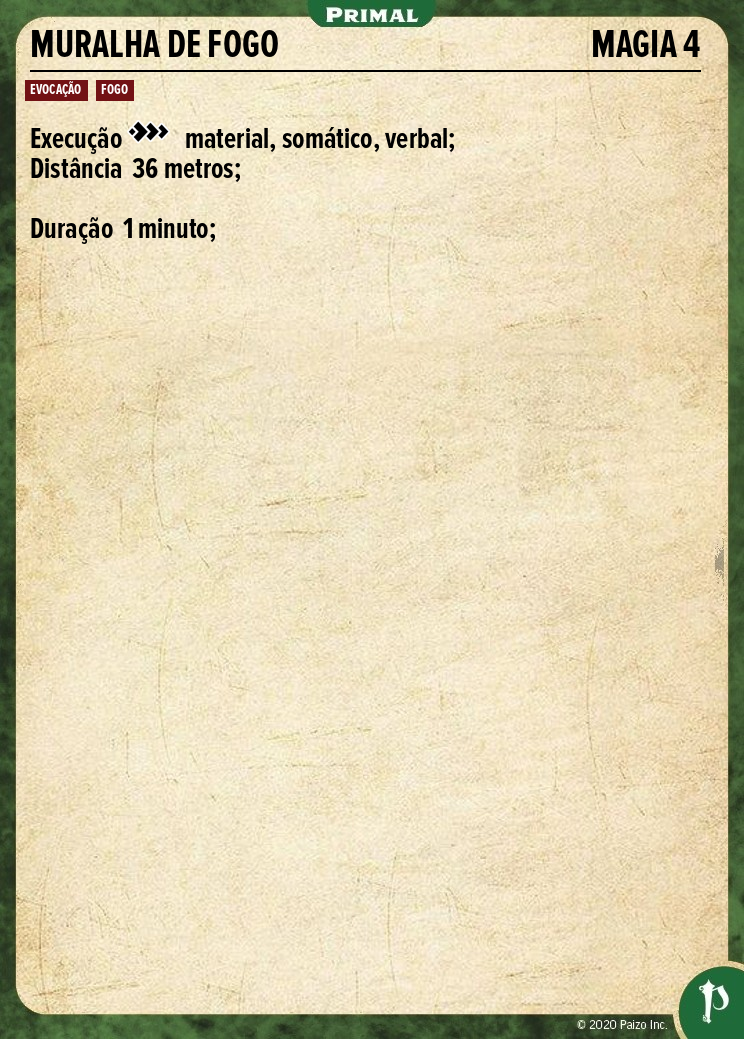 PRIMAL
MURALHA DE FOGO MAGIA 4
EVOCAÇÃO FOGO
Execução material, somático, verbal;
Distância 36 metros;
Duração 1 minuto;
© 2020 Paizo Inc.